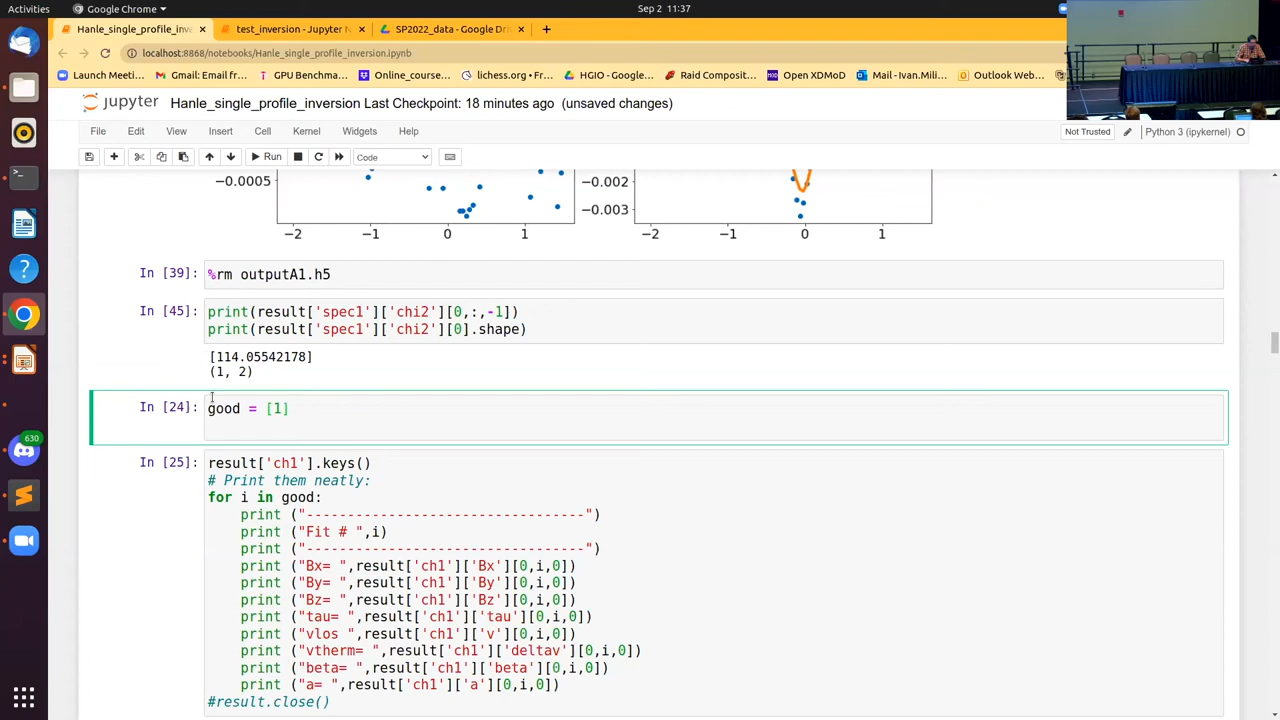 Activities
Google Chrome
Sep 2 11:37
Hanle_single_profile_inv
test_inversion - Jupyter N
SP2022_data - Google Dri
localhost:8868/notebooks/Hanle_single_profile_inversion.ipynb
Launch Meeti...
Gmail: Email fr...
GPU Benchma...
Online_course...
lichess.org • Fr...
HGIO - Google...
Raid Composit...
Open XDMoD
Mail - Ivan.Mili...
Outlook Web...
jupyter
Hanle_single_profile_inversion Last Checkpoint: 18 minutes ago (unsaved changes)
File Edit View Insert Cell Kernel Widgets Help
Not Trusted
Python 3 (ipykernel)
Run
Code
−0.0005
−0.002
−0.003
−2 −1 0 1
−2 −1 0 1
In [39]: %rm outputA1.h5
In [45]: print(result['spec1']['chi2'][0,:,-1])
print(result['spec1']['chi2'][0].shape)
[114.05542178]
(1, 2)
In [24]: good = [1]
In [25]: result['ch1'].keys()
# Print them neatly:
for i in good:
print ("---------------------------------")
print ("Fit # ",i)
print ("---------------------------------")
print ("Bx= ",result['ch1']['Bx'][0,i,0])
print ("By= ",result['ch1']['By'][0,i,0])
print ("Bz= ",result['ch1']['Bz'][0,i,0])
print ("tau= ",result['ch1']['tau'][0,i,0])
print ("vlos ",result['ch1']['v'][0,i,0])
print ("vtherm= ",result['ch1']['deltav'][0,i,0])
print ("beta= ",result['ch1']['beta'][0,i,0])
print ("a= ",result['ch1']['a'][0,i,0])
#result.close()
630